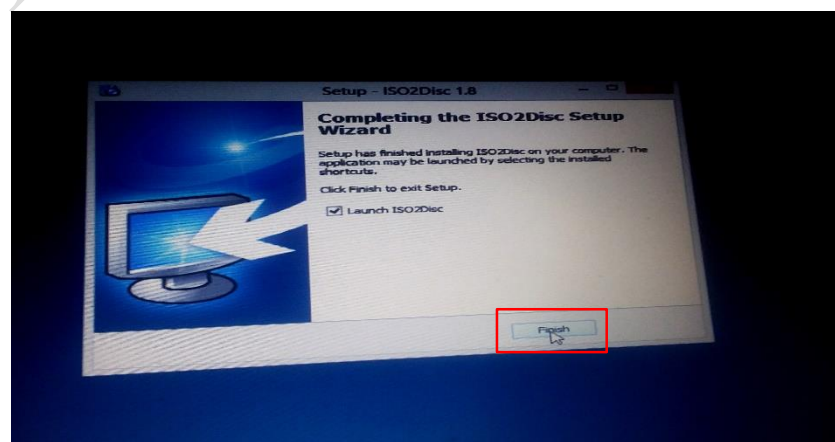 Setup - ISO2Disc 1.8
Completing the ISO2Disc Setup
Wizard
Setup has finished installing ISO2Disc on your computer. The
application may be launched by selecting the installed
shortcuts.
Click Finish to exit Setup.
Launch ISO2Disc
Finish